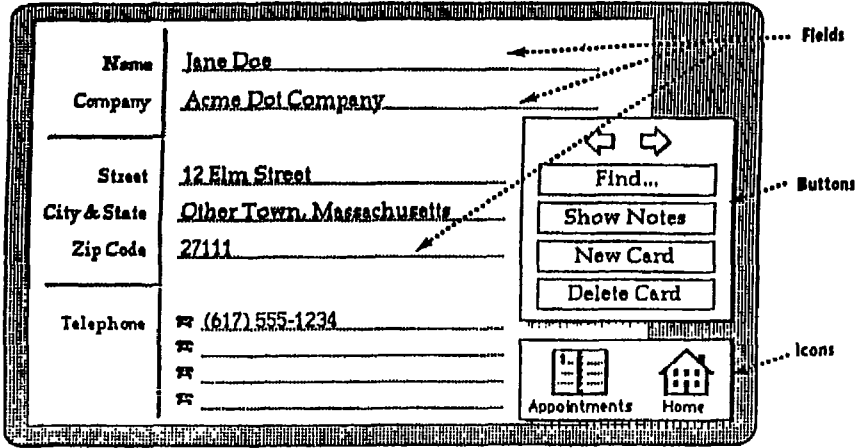 Fields
Name Jane Doe
Company Acme Dot Company
Street 12 Elm Street
Find...
Buttons
City & State Other Town, Massachusetts
Show Notes
Zip Code 27111
New Card
Delete Card
Telephone (617) 555-1234
Icons
Appointments
Home